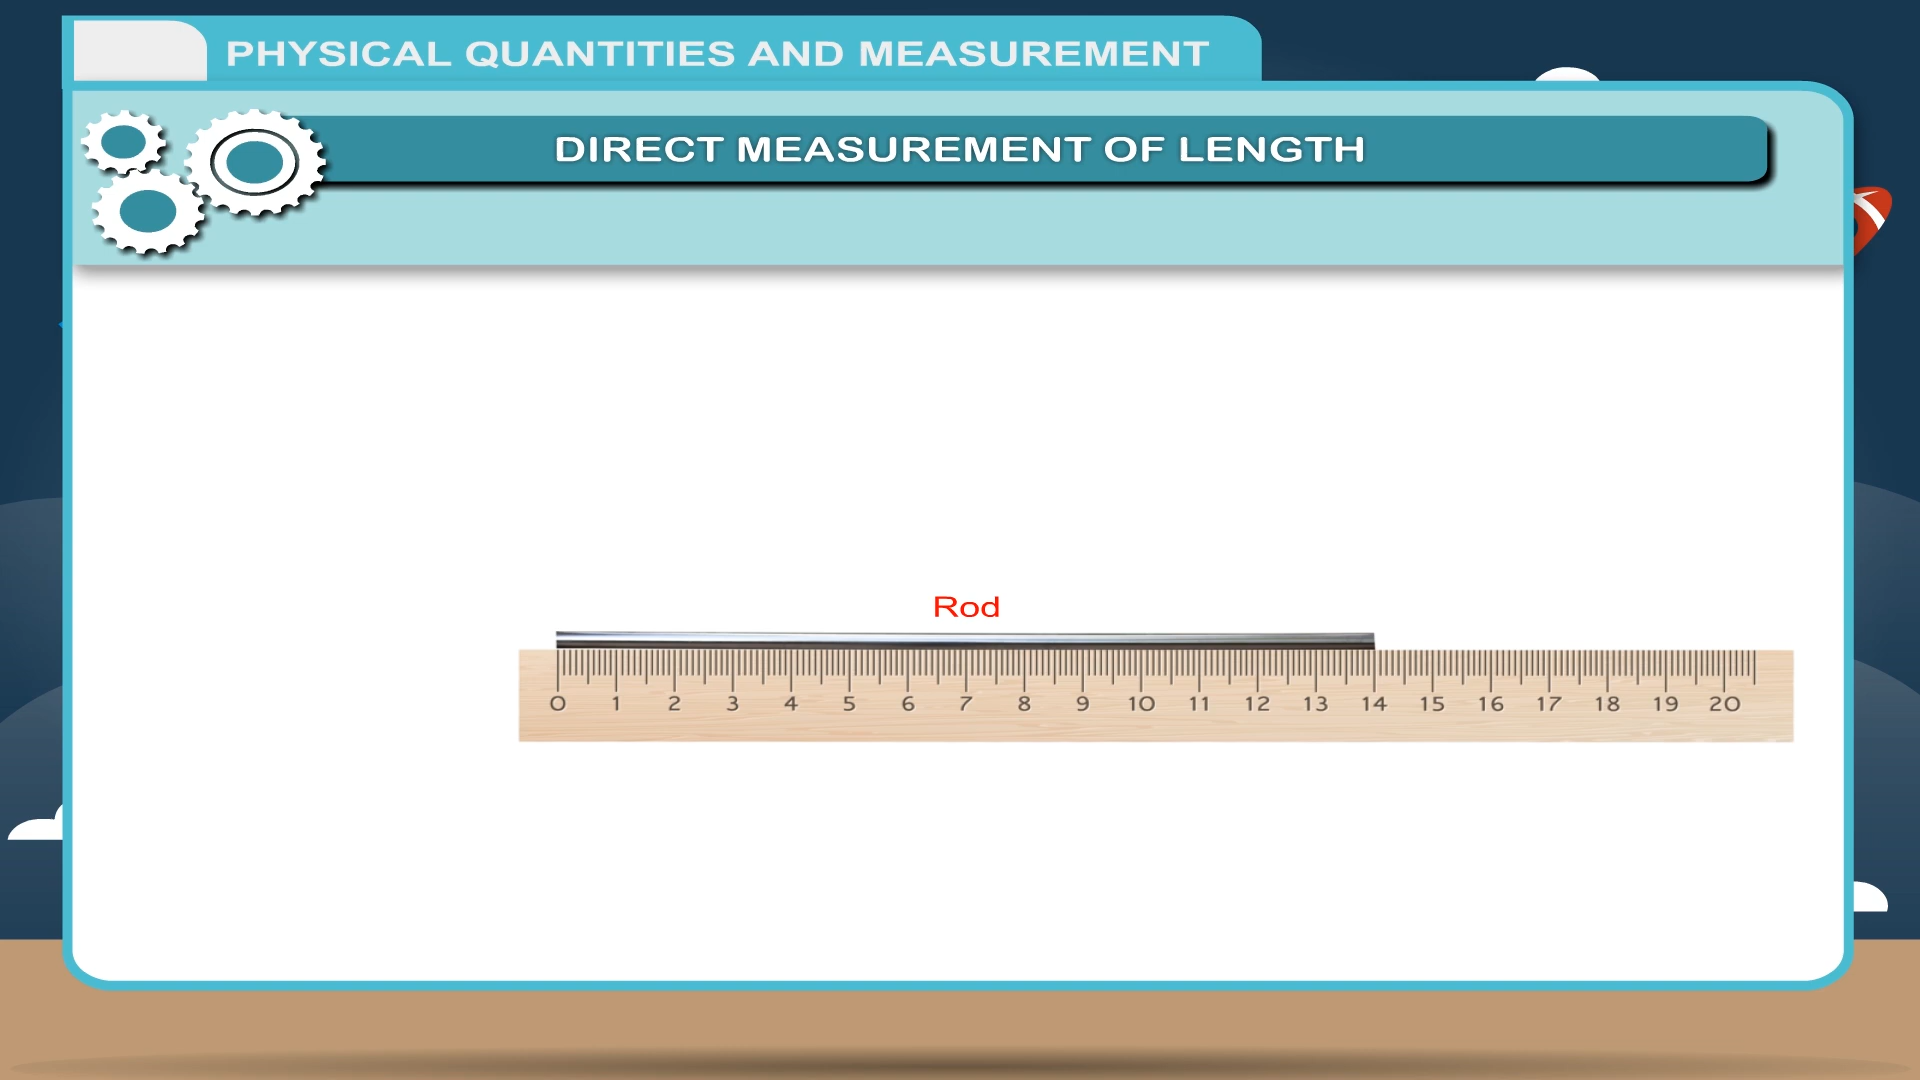 PHYSICAL QUANTITIES AND MEASUREMENT
DIRECT MEASUREMENT OF LENGTH
Rod
0 1 2 3 4 5 6 7 8 9 10 11 12 13 14 15 16 17 18 19 20